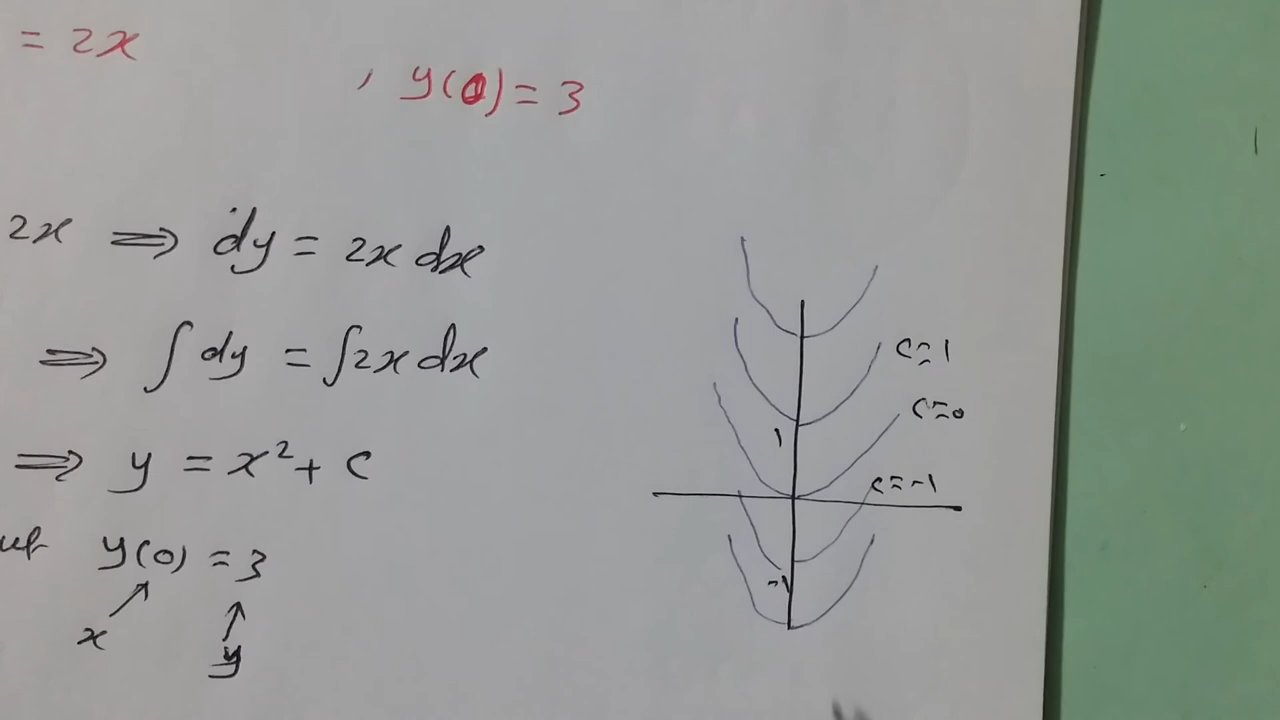 = 2x
, y(0) = 3
2x ⟹ dy = 2x dx
⟹ ∫ dy = ∫ 2x dx
⟹ y = x² + c
y(0) = 3
x
y
c=1
c=0
1
c=-1
-1